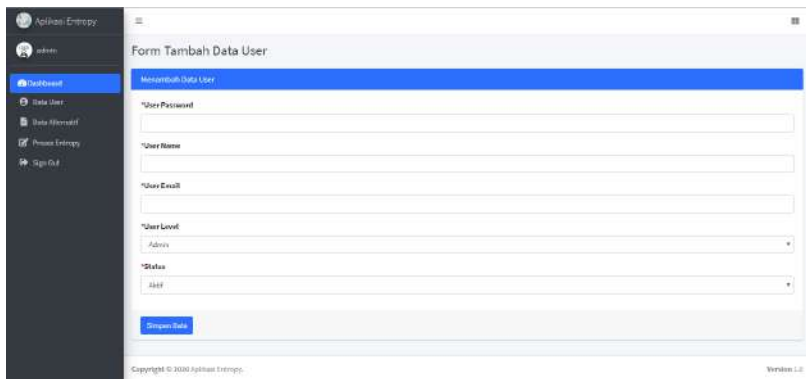 Aplikasi Entropy
admin
Dashboard
Data User
Data Alternatif
Proses Entropy
Sign Out
Form Tambah Data User
Menambah Data User
*User Password
*User Name
*User Email
*User Level
Admin
*Status
Aktif
Simpan Data
Copyright © 2020 Aplikasi Entropy.
Version 1.0